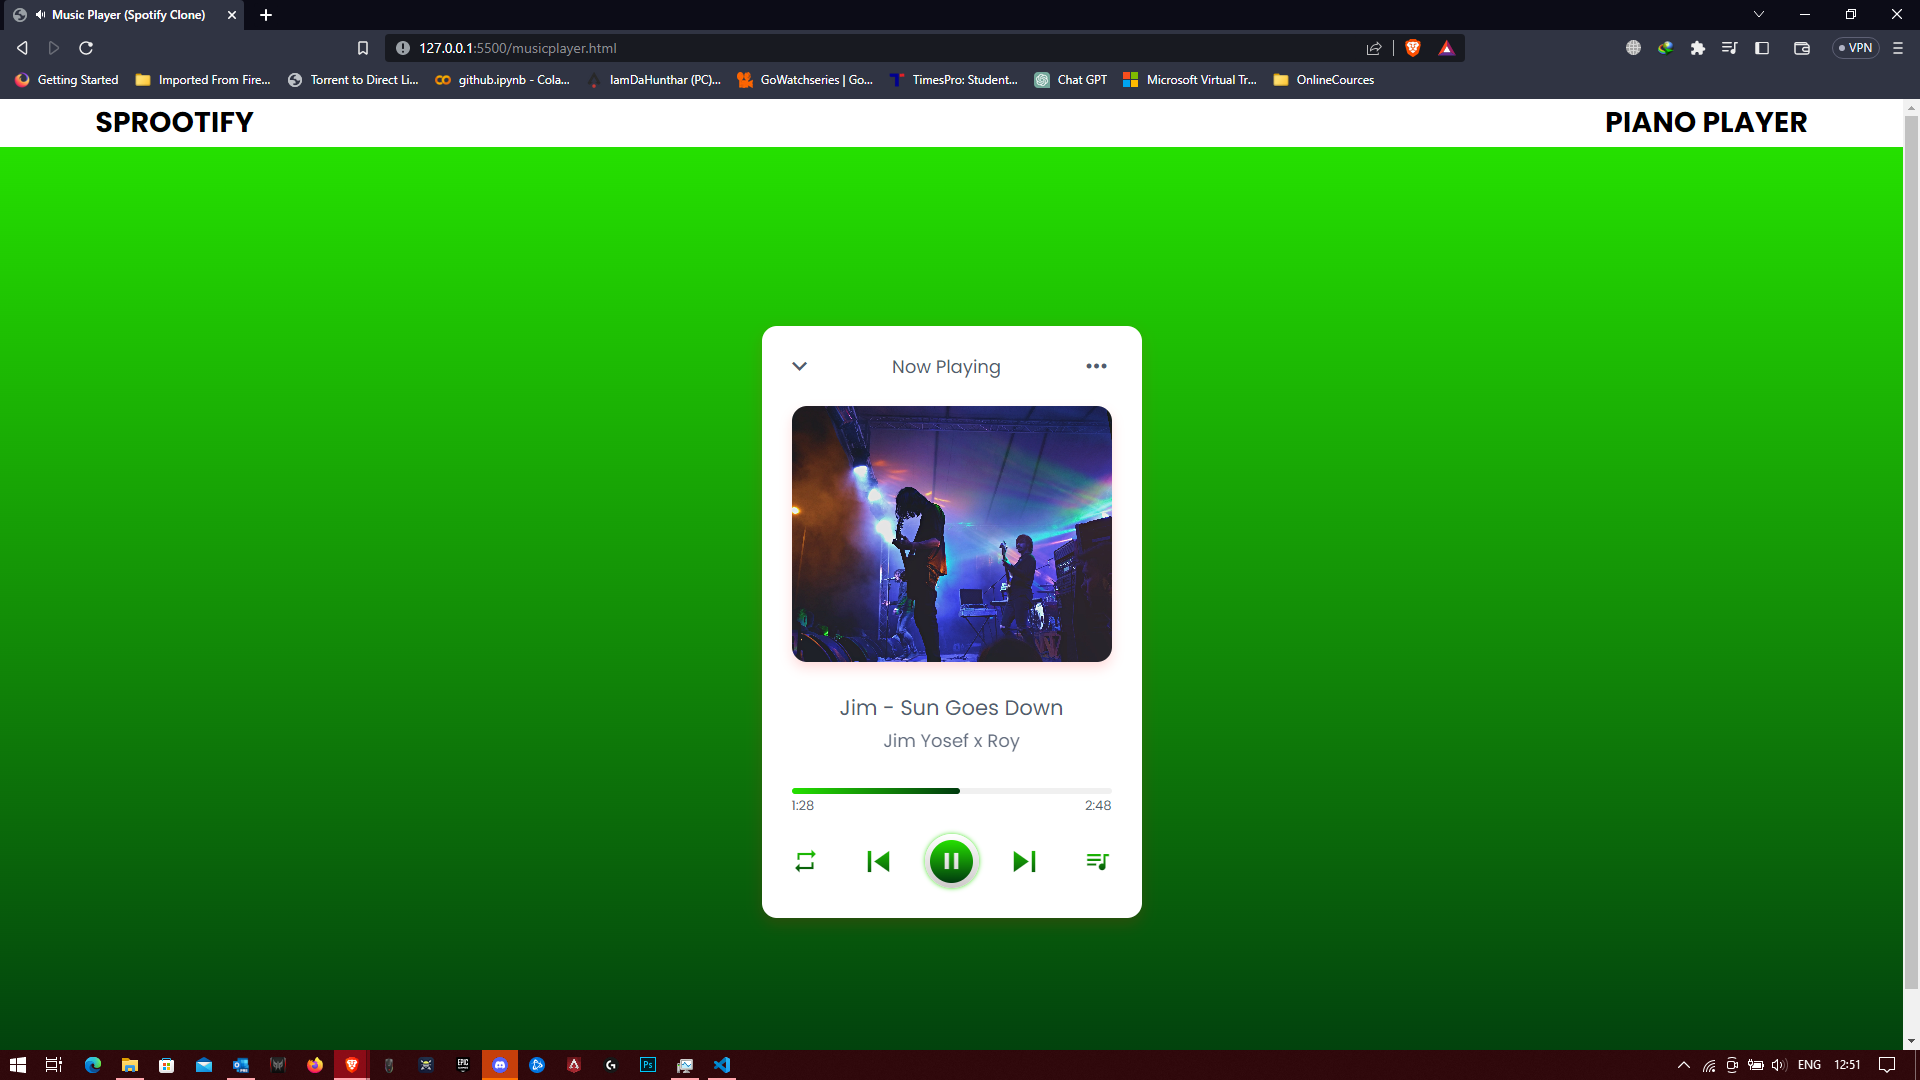 Music Player (Spotify Clone)
127.0.0.1:5500/musicplayer.html
VPN
Getting Started
Imported From Fire...
Torrent to Direct Li...
github.ipynb - Cola...
IamDaHunthar (PC)...
GoWatchseries | Go...
TimesPro: Student...
Chat GPT
Microsoft Virtual Tr...
OnlineCources
SPROOTIFY
PIANO PLAYER
Now Playing
Jim - Sun Goes Down
Jim Yosef x Roy
1:28
2:48
EPIC
Ps
ENG
12:51